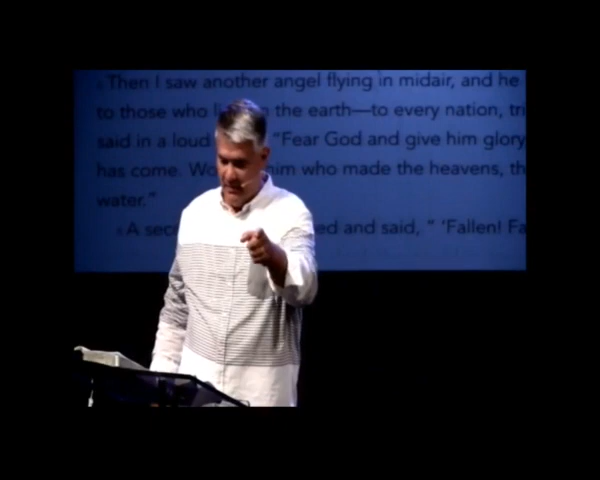 6 Then I saw another angel flying in midair, and he
to those who li the earth—to every nation, tri
said in a loud "Fear God and give him glory
has come. Wo him who made the heavens, th
water."
8 A sec ed and said, " 'Fallen! Fa